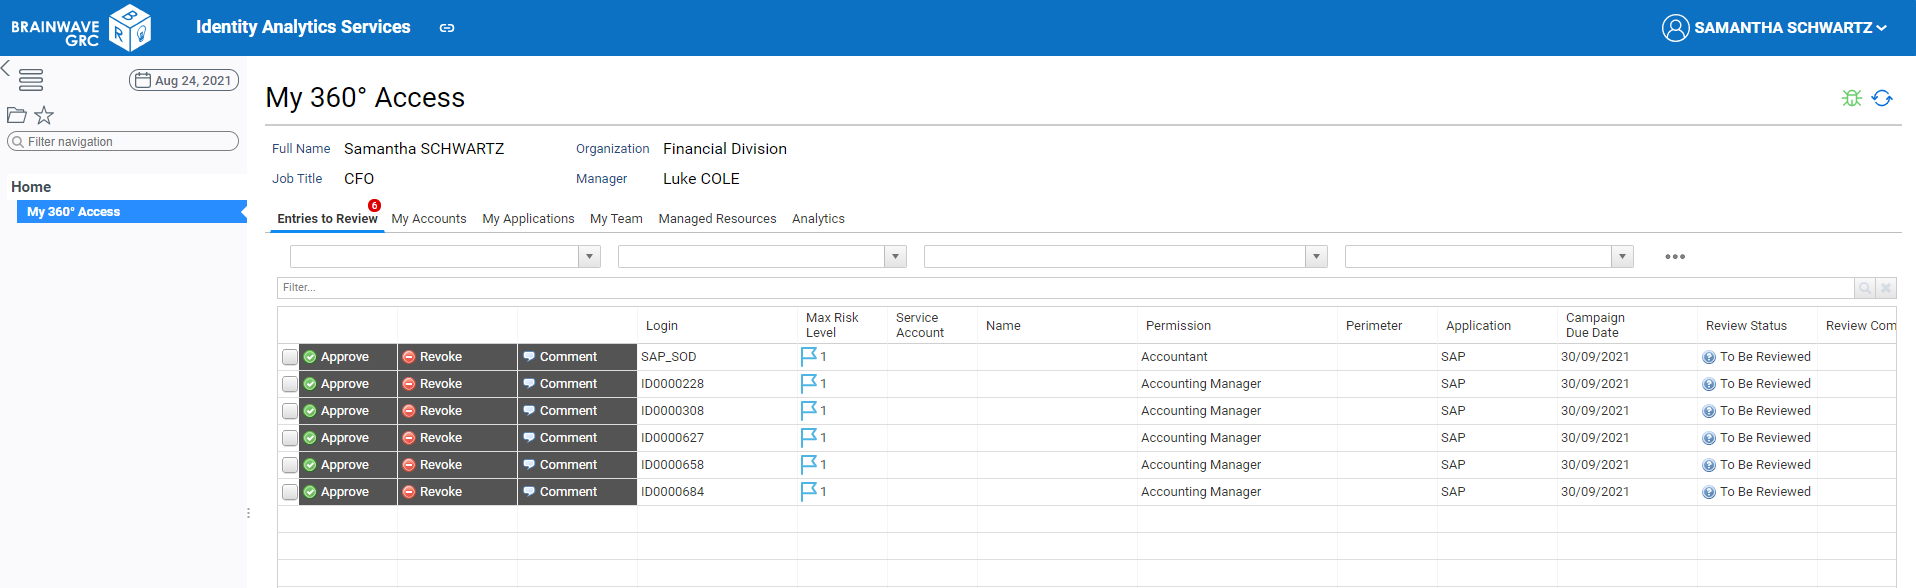 BRAINWAVE GRC
B R
Identity Analytics Services
SAMANTHA SCHWARTZ
Aug 24, 2021
Filter navigation
Home
My 360° Access
My 360° Access
Full Name Samantha SCHWARTZ Organization Financial Division
Job Title CFO Manager Luke COLE
6
Entries to Review My Accounts My Applications My Team Managed Resources Analytics
Filter...
Login Max Risk Level Service Account Name Permission Perimeter Application Campaign Due Date Review Status Review Com
Approve Revoke Comment SAP_SOD 1 Accountant SAP 30/09/2021 To Be Reviewed
Approve Revoke Comment ID0000228 1 Accounting Manager SAP 30/09/2021 To Be Reviewed
Approve Revoke Comment ID0000308 1 Accounting Manager SAP 30/09/2021 To Be Reviewed
Approve Revoke Comment ID0000627 1 Accounting Manager SAP 30/09/2021 To Be Reviewed
Approve Revoke Comment ID0000658 1 Accounting Manager SAP 30/09/2021 To Be Reviewed
Approve Revoke Comment ID0000684 1 Accounting Manager SAP 30/09/2021 To Be Reviewed